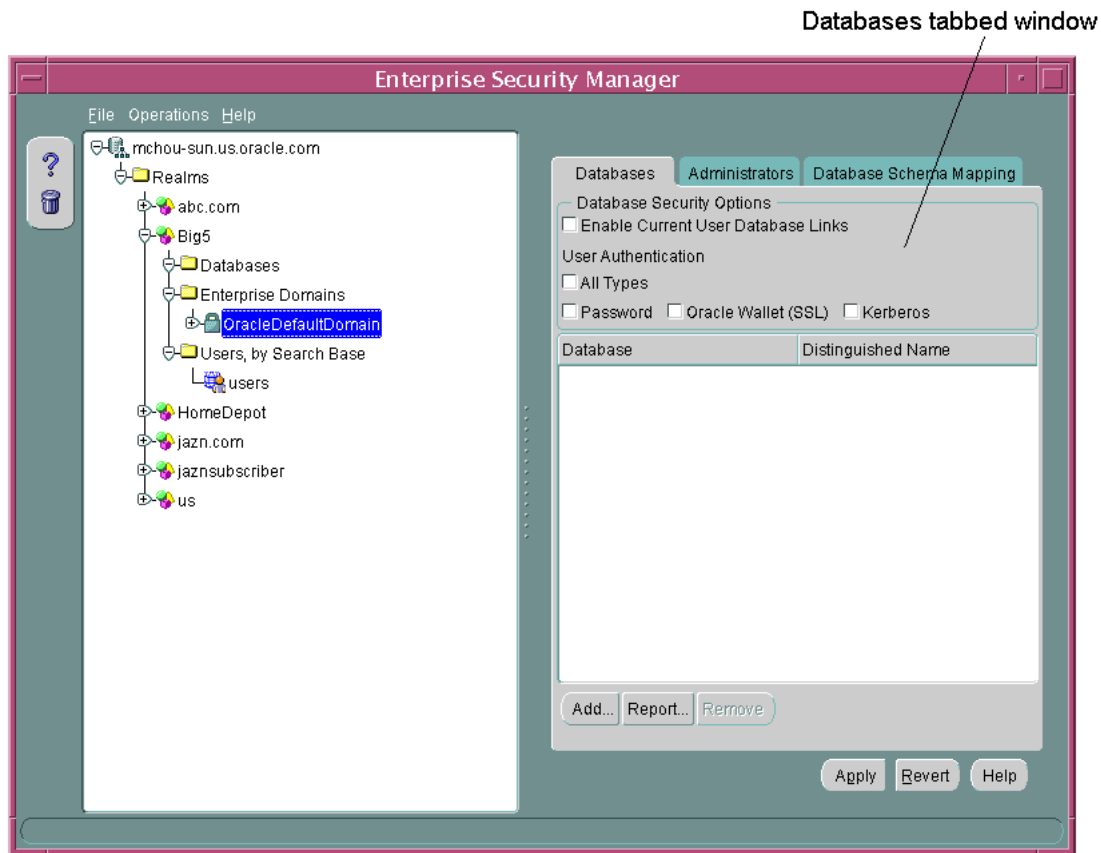 Databases tabbed window
Enterprise Security Manager
File Operations Help
mchou-sun.us.oracle.com
Realms
abc.com
Big5
Databases
Enterprise Domains
OracleDefaultDomain
Users, by Search Base
users
HomeDepot
jazn.com
jaznsubscriber
us
Databases Administrators Database Schema Mapping
Database Security Options
Enable Current User Database Links
User Authentication
All Types
Password Oracle Wallet (SSL) Kerberos
Database Distinguished Name
Add... Report... Remove
Apply Revert Help